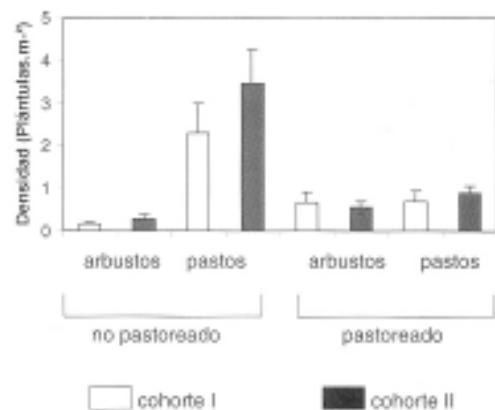 Densidad (Plántulas.m-²)
5
4
3
2
1
0
arbustos pastos arbustos pastos
no pastoreado pastoreado
cohorte I cohorte II